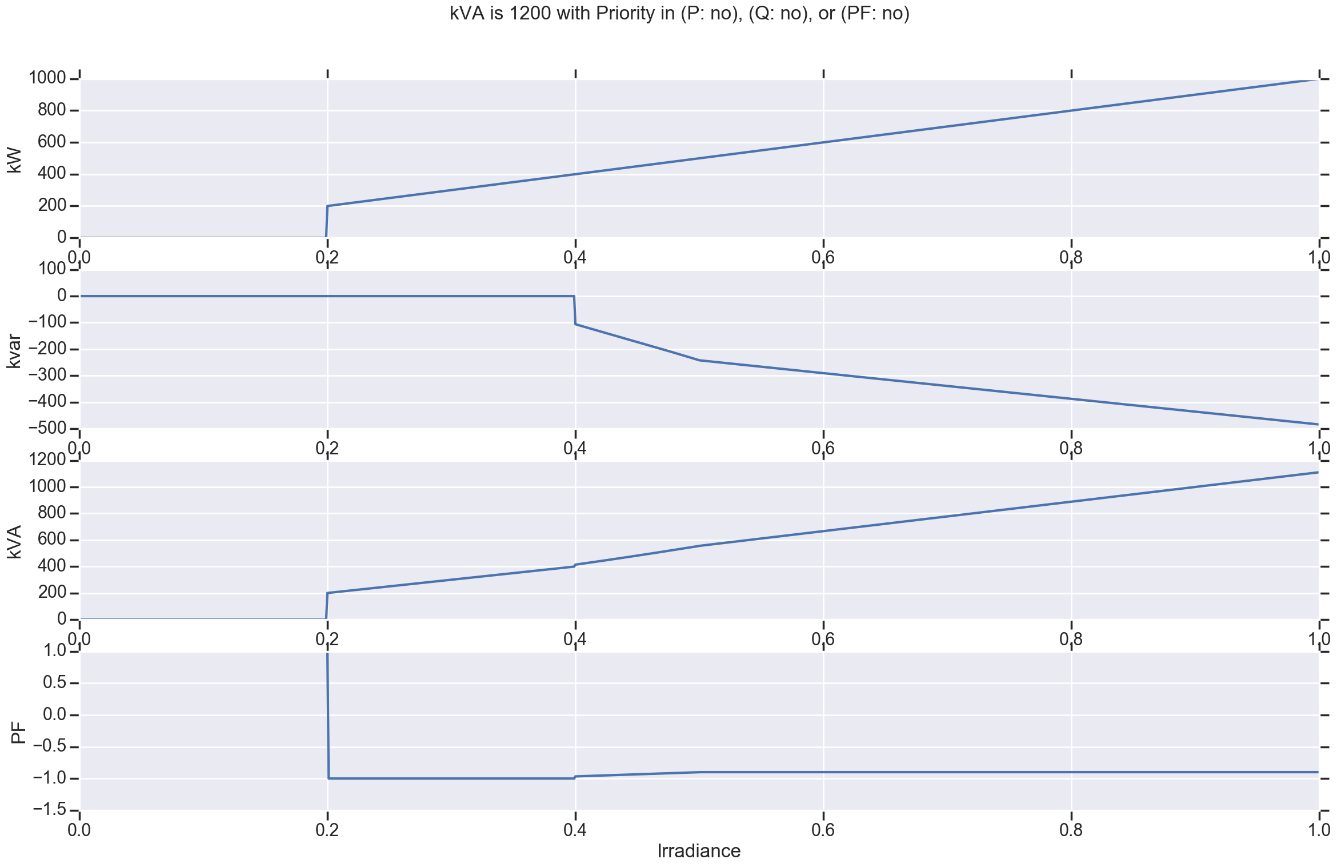 kVA is 1200 with Priority in (P: no), (Q: no), or (PF: no)
1000
800
600
400
200
0
kW
0.0 0.2 0.4 0.6 0.8 1.0
100
0
−100
−200
−300
−400
−500
kvar
0.0 0.2 0.4 0.6 0.8 1.0
1200
1000
800
600
400
200
0
kVA
0.0 0.2 0.4 0.6 0.8 1.0
1.0
0.5
0.0
−0.5
−1.0
−1.5
PF
0.0 0.2 0.4 0.6 0.8 1.0
Irradiance